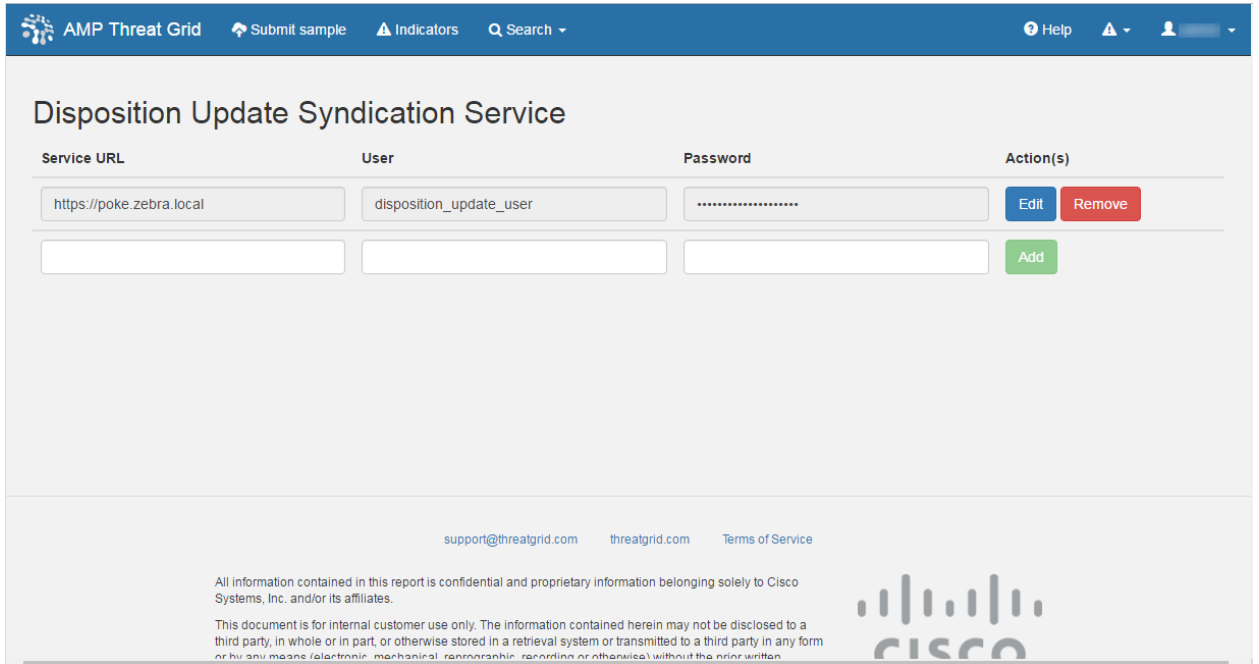 AMP Threat Grid Submit sample Indicators Search Help
Disposition Update Syndication Service
Service URL User Password Action(s)
https://poke.zebra.local disposition_update_user •••••••••••••••••••• Edit Remove
Add
support@threatgrid.com threatgrid.com Terms of Service
All information contained in this report is confidential and proprietary information belonging solely to Cisco
Systems, Inc. and/or its affiliates.
This document is for internal customer use only. The information contained herein may not be disclosed to a
third party, in whole or in part, or otherwise stored in a retrieval system or transmitted to a third party in any form
or by any means (electronic, mechanical, reprographic, recording or otherwise) without the prior written
CISCO